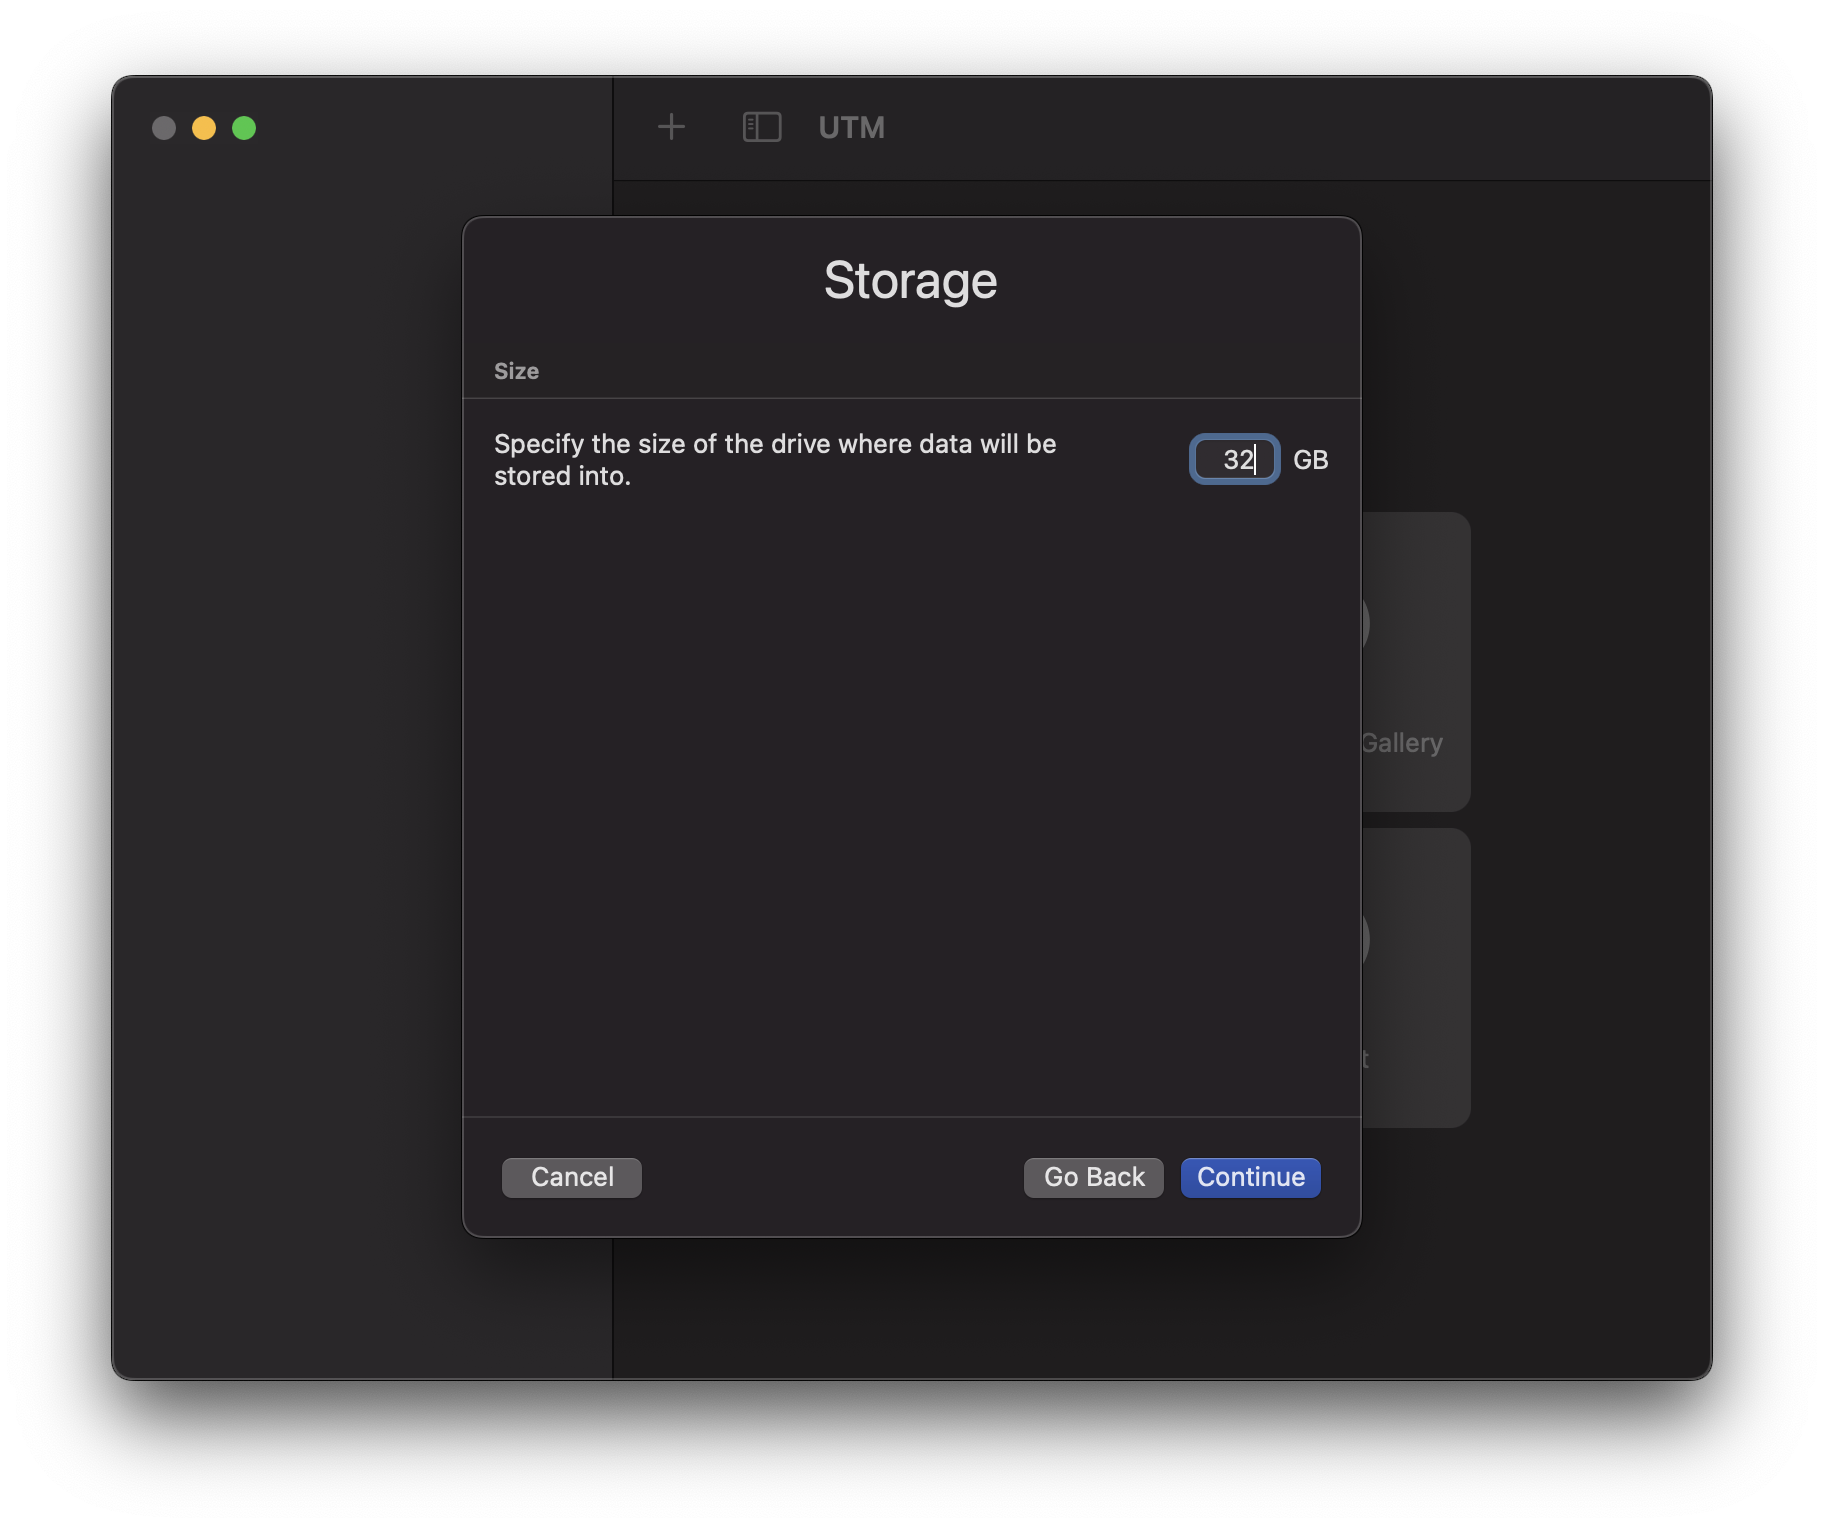 UTM
Storage
Size
Specify the size of the drive where data will be
stored into.
32 GB
Gallery
t
Cancel
Go Back
Continue